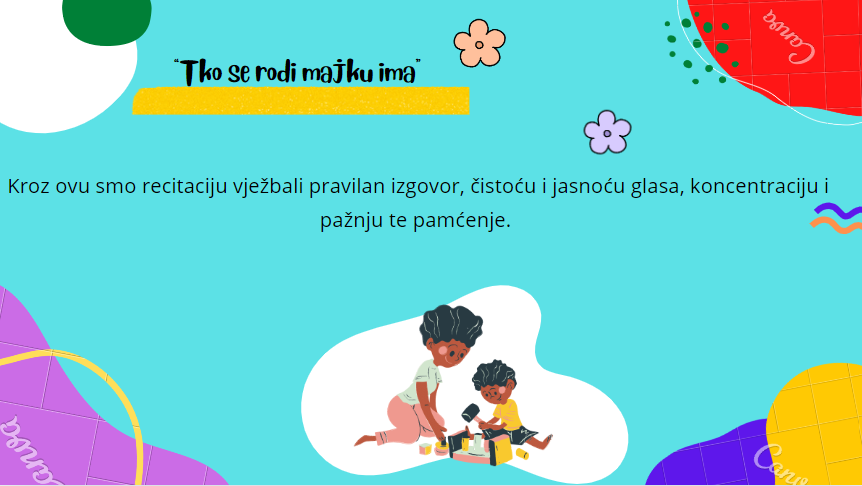 "Tko se rodi majku ima"
Kroz ovu smo recitaciju vježbali pravilan izgovor, čistoću i jasnoću glasa, koncentraciju i
pažnju te pamćenje.
Canva
Canva
Canva